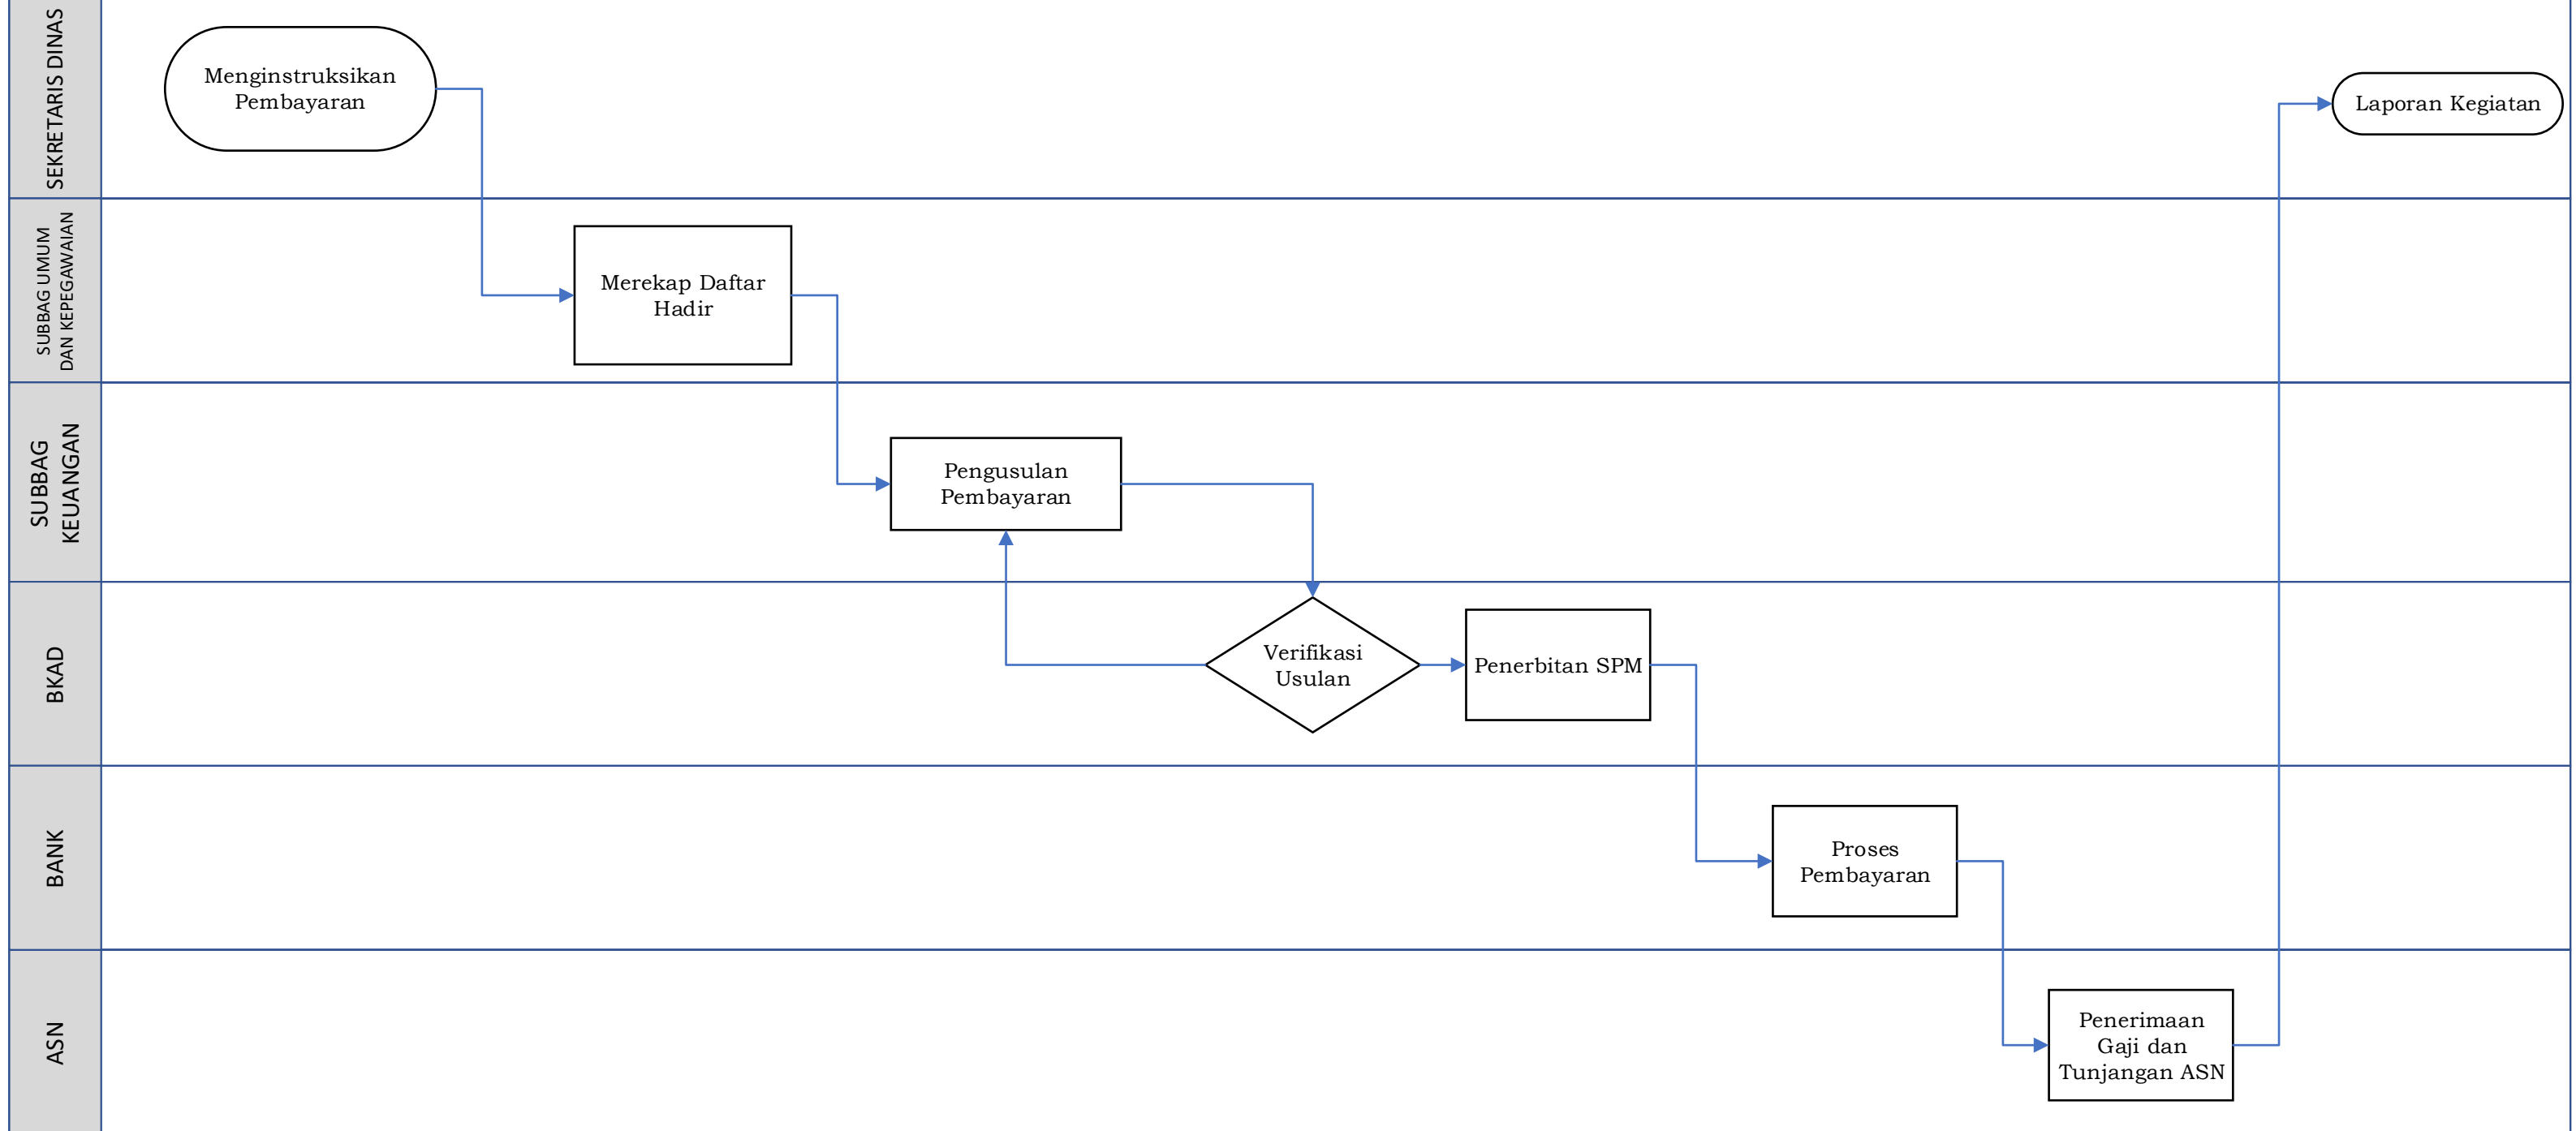 SEKRETARIS DINAS
Menginstruksikan
Pembayaran
Laporan Kegiatan
SUBBAG UMUM
DAN KEPEGAWAIAN
Merekap Daftar
Hadir
SUBBAG
KEUANGAN
Pengusulan
Pembayaran
BKAD
Verifikasi
Usulan
Penerbitan SPM
BANK
Proses
Pembayaran
ASN
Penerimaan
Gaji dan
Tunjangan ASN